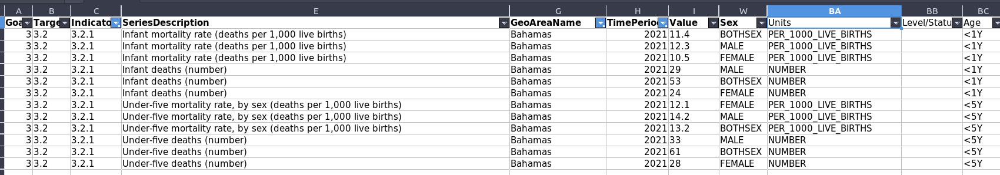 A B C E G H I W BA BB BC
Goa Targe Indicato SeriesDescription GeoAreaName TimePerio Value Sex Units Level/Statu Age
3 3.2 3.2.1 Infant mortality rate (deaths per 1,000 live births) Bahamas 2021 11.4 BOTHSEX PER_1000_LIVE_BIRTHS <1Y
3 3.2 3.2.1 Infant mortality rate (deaths per 1,000 live births) Bahamas 2021 12.3 MALE PER_1000_LIVE_BIRTHS <1Y
3 3.2 3.2.1 Infant mortality rate (deaths per 1,000 live births) Bahamas 2021 10.5 FEMALE PER_1000_LIVE_BIRTHS <1Y
3 3.2 3.2.1 Infant deaths (number) Bahamas 2021 29 MALE NUMBER <1Y
3 3.2 3.2.1 Infant deaths (number) Bahamas 2021 53 BOTHSEX NUMBER <1Y
3 3.2 3.2.1 Infant deaths (number) Bahamas 2021 24 FEMALE NUMBER <1Y
3 3.2 3.2.1 Under-five mortality rate, by sex (deaths per 1,000 live births) Bahamas 2021 12.1 FEMALE PER_1000_LIVE_BIRTHS <5Y
3 3.2 3.2.1 Under-five mortality rate, by sex (deaths per 1,000 live births) Bahamas 2021 14.2 MALE PER_1000_LIVE_BIRTHS <5Y
3 3.2 3.2.1 Under-five mortality rate, by sex (deaths per 1,000 live births) Bahamas 2021 13.2 BOTHSEX PER_1000_LIVE_BIRTHS <5Y
3 3.2 3.2.1 Under-five deaths (number) Bahamas 2021 33 MALE NUMBER <5Y
3 3.2 3.2.1 Under-five deaths (number) Bahamas 2021 61 BOTHSEX NUMBER <5Y
3 3.2 3.2.1 Under-five deaths (number) Bahamas 2021 28 FEMALE NUMBER <5Y